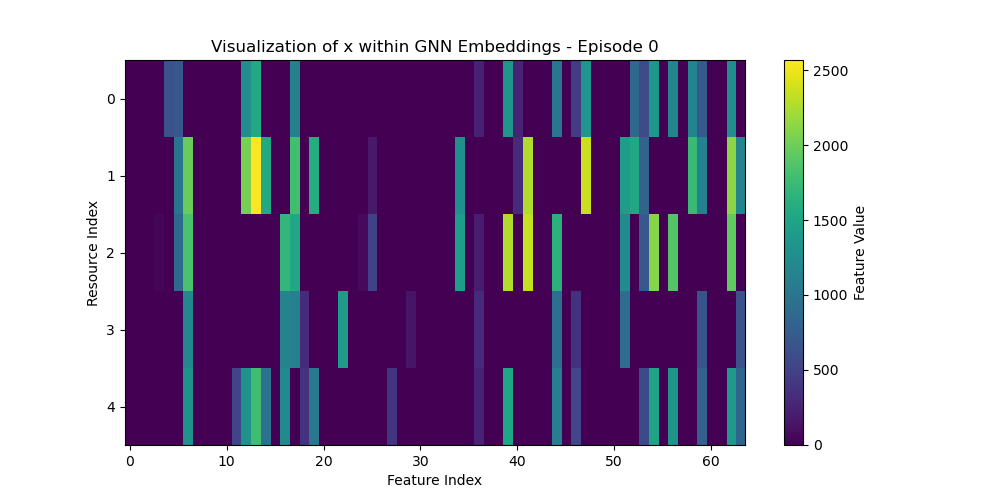 Visualization of x within GNN Embeddings - Episode 0
Resource Index
0
1
2
3
4
0 10 20 30 40 50 60
Feature Index
2500
2000
1500
1000
500
0
Feature Value